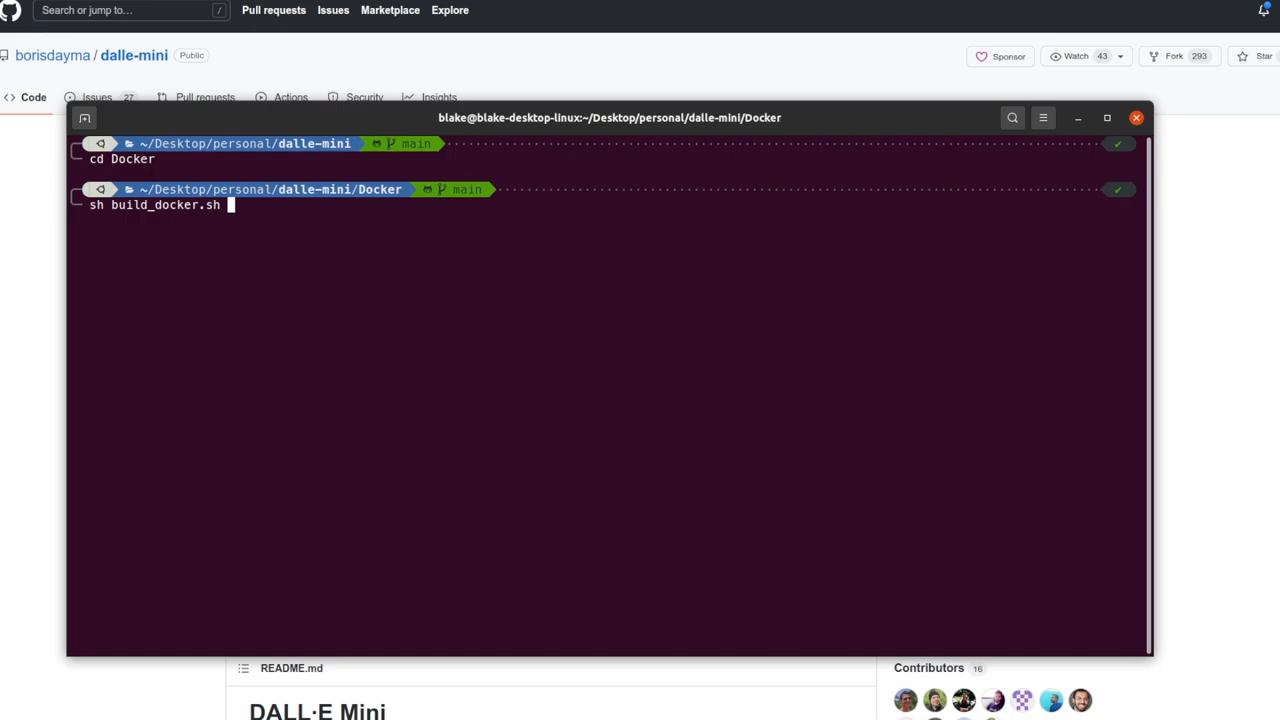 Search or jump to… /
Pull requests Issues Marketplace Explore
borisdayma / dalle-mini Public
Sponsor Watch 43 Fork 293 Star
Code Issues 27 Pull requests Actions Security Insights
blake@blake-desktop-linux:~/Desktop/personal/dalle-mini/Docker
~/Desktop/personal/dalle-mini main
cd Docker
~/Desktop/personal/dalle-mini/Docker main
sh build_docker.sh
README.md
Contributors 16
DALL·E Mini